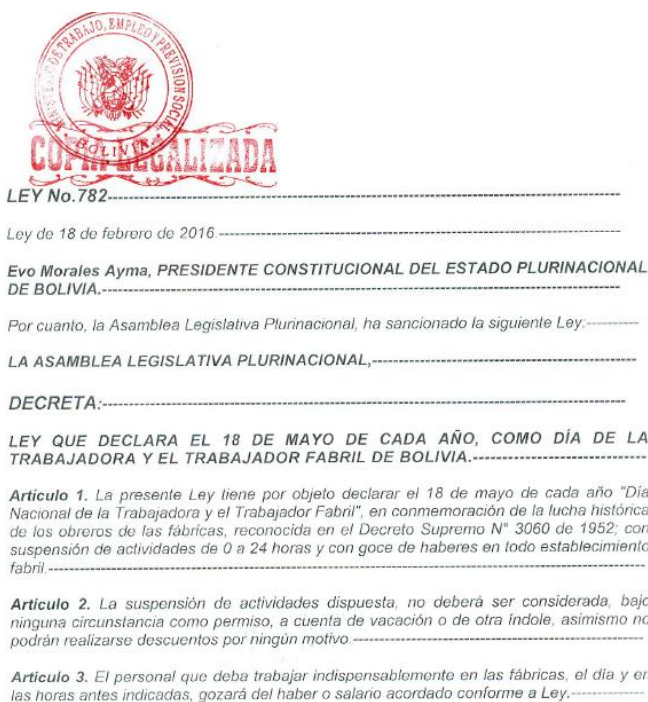 MINISTERIO DE TRABAJO, EMPLEO Y PREVISION SOCIAL
BOLIVIA
COPIA LEGALIZADA
LEY No.782
Ley de 18 de febrero de 2016.
Evo Morales Ayma, PRESIDENTE CONSTITUCIONAL DEL ESTADO PLURINACIONAL
DE BOLIVIA.
Por cuanto, la Asamblea Legislativa Plurinacional, ha sancionado la siguiente Ley:
LA ASAMBLEA LEGISLATIVA PLURINACIONAL,
DECRETA:
LEY QUE DECLARA EL 18 DE MAYO DE CADA AÑO, COMO DÍA DE LA
TRABAJADORA Y EL TRABAJADOR FABRIL DE BOLIVIA.
Artículo 1. La presente Ley tiene por objeto declarar el 18 de mayo de cada año "Día
Nacional de la Trabajadora y el Trabajador Fabril", en conmemoración de la lucha histórica
de los obreros de las fábricas, reconocida en el Decreto Supremo N° 3060 de 1952; con
suspensión de actividades de 0 a 24 horas y con goce de haberes en todo establecimiento
fabril.
Artículo 2. La suspensión de actividades dispuesta, no deberá ser considerada, bajo
ninguna circunstancia como permiso, a cuenta de vacación o de otra índole, asimismo no
podrán realizarse descuentos por ningún motivo.
Artículo 3. El personal que deba trabajar indispensablemente en las fábricas, el día y en
las horas antes indicadas, gozará del haber o salario acordado conforme a Ley.